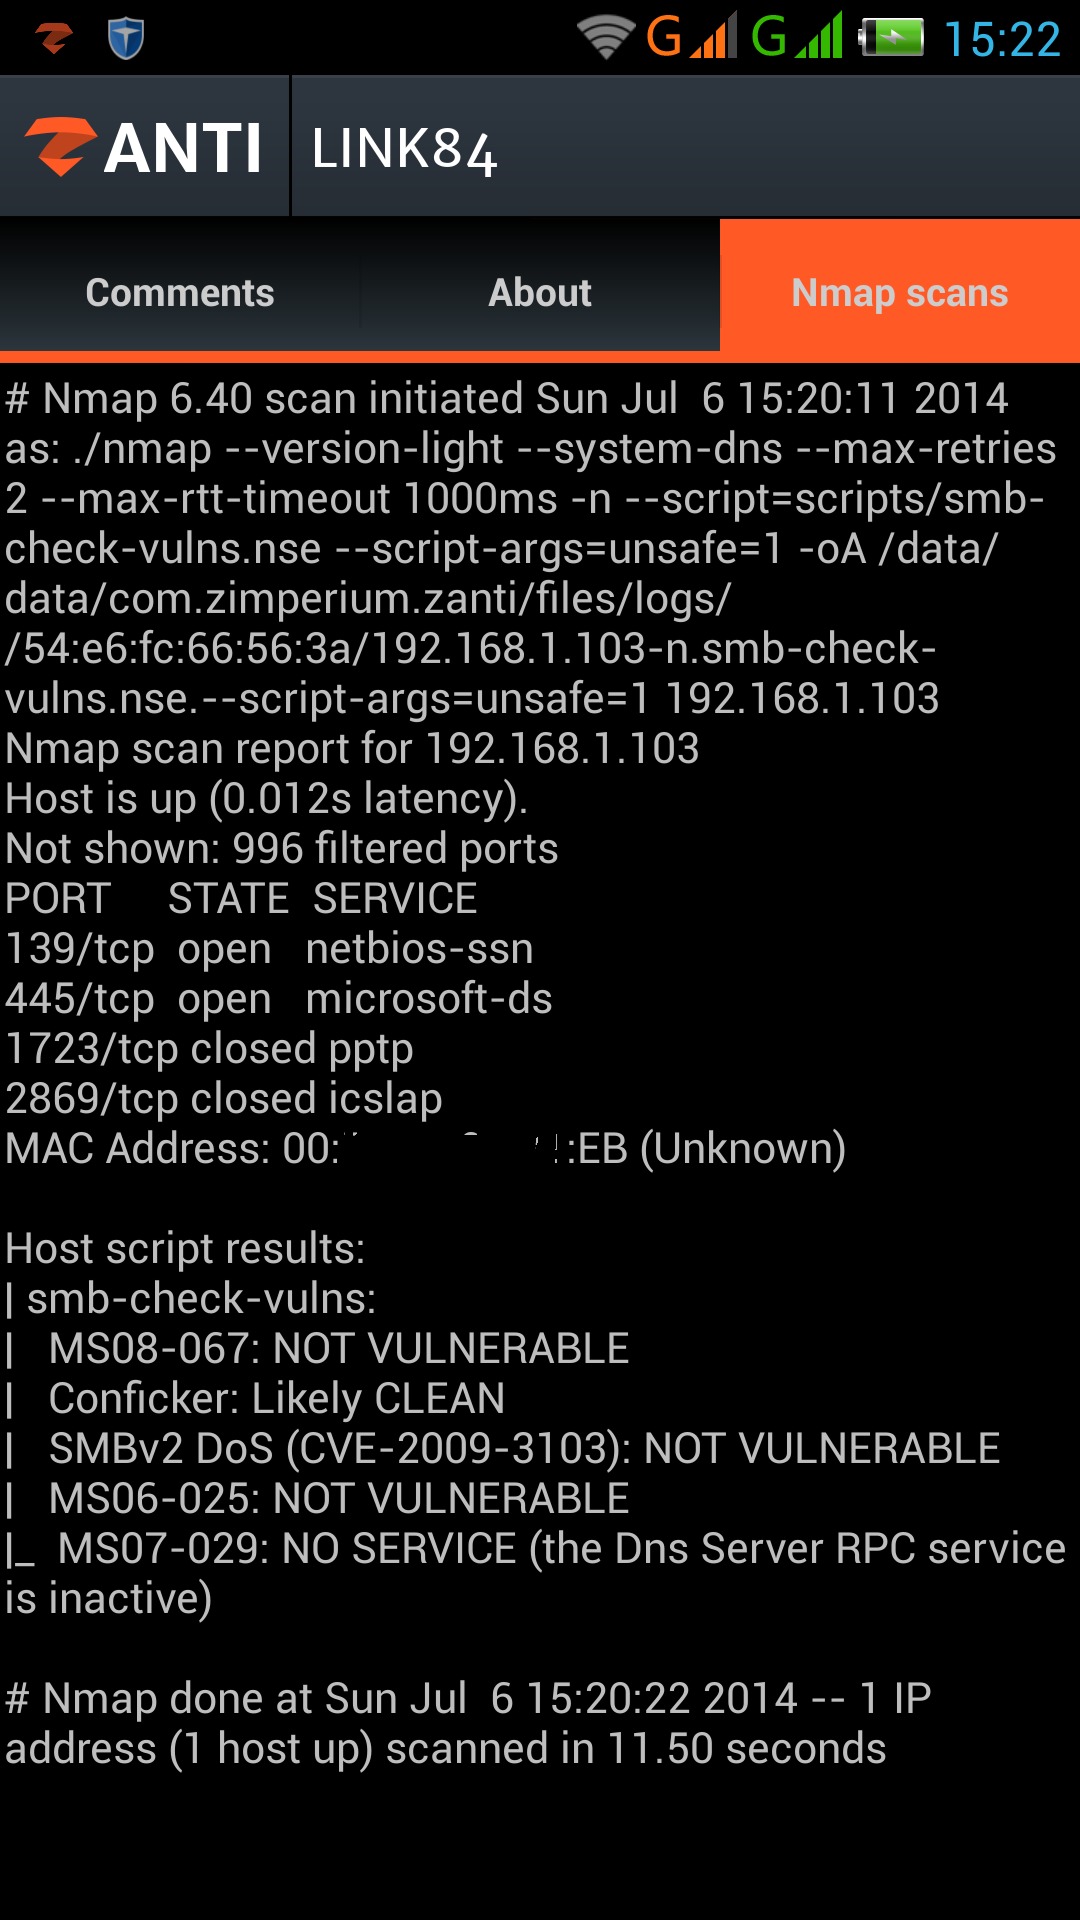 G G 15:22
ANTI LINK84
Comments About Nmap scans
# Nmap 6.40 scan initiated Sun Jul  6 15:20:11 2014
as: ./nmap --version-light --system-dns --max-retries
2 --max-rtt-timeout 1000ms -n --script=scripts/smb-
check-vulns.nse --script-args=unsafe=1 -oA /data/
data/com.zimperium.zanti/files/logs/
/54:e6:fc:66:56:3a/192.168.1.103-n.smb-check-
vulns.nse.--script-args=unsafe=1 192.168.1.103
Nmap scan report for 192.168.1.103
Host is up (0.012s latency).
Not shown: 996 filtered ports
PORT     STATE  SERVICE
139/tcp  open   netbios-ssn
445/tcp  open   microsoft-ds
1723/tcp closed pptp
2869/tcp closed icslap
MAC Address: 00: :EB (Unknown)
Host script results:
| smb-check-vulns:
|   MS08-067: NOT VULNERABLE
|   Conficker: Likely CLEAN
|   SMBv2 DoS (CVE-2009-3103): NOT VULNERABLE
|   MS06-025: NOT VULNERABLE
|_  MS07-029: NO SERVICE (the Dns Server RPC service
is inactive)
# Nmap done at Sun Jul  6 15:20:22 2014 -- 1 IP
address (1 host up) scanned in 11.50 seconds